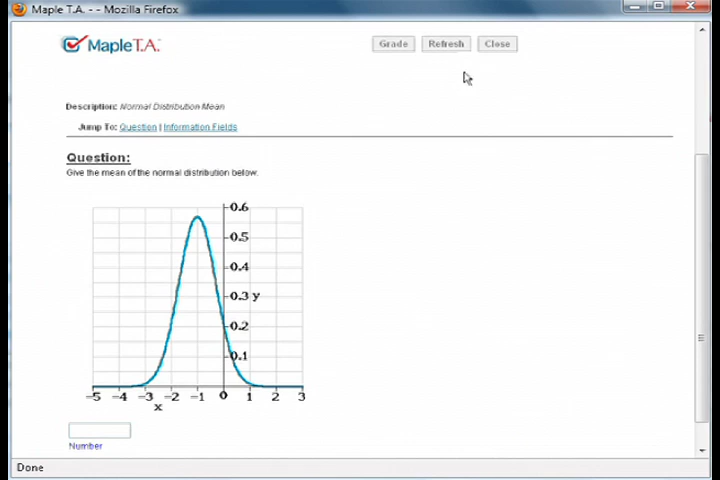 Maple T.A. - - Mozilla Firefox
Maple T.A.
Grade Refresh Close
Description: Normal Distribution Mean
Jump To: Question | Information Fields
Question:
Give the mean of the normal distribution below.
0.6
0.5
0.4
0.3 y
0.2
0.1
-5 -4 -3 -2 -1 0 1 2 3
x
Number
Done